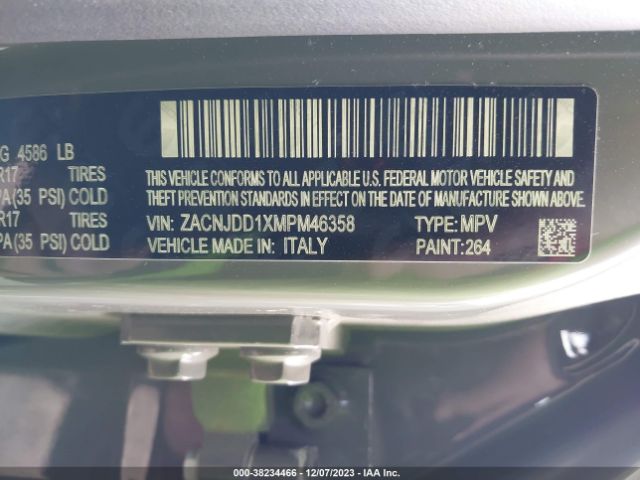 G 4586 LB
R17 TIRES
PA(35 PSI) COLD
R17 TIRES
PA(35 PSI) COLD
THIS VEHICLE CONFORMS TO ALL APPLICABLE U.S. FEDERAL MOTOR VEHICLE SAFETY AND
THEFT PREVENTION STANDARDS IN EFFECT ON THE DATE OF MANUFACTURE SHOWN ABOVE.
VIN: ZACNJDD1XMPM46358 TYPE: MPV
VEHICLE MADE IN: ITALY PAINT:264
000-38234466 - 12/07/2023 - IAA Inc.